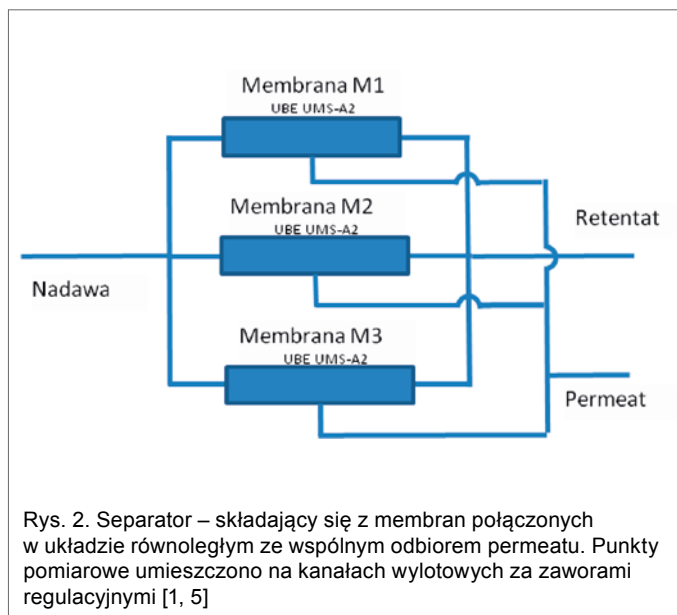 Membrana M1
UBE UMS-A2
Membrana M2
UBE UMS-A2
Retentat
Nadawa
Membrana M3
UBE UMS-A2
Permeat
Rys. 2. Separator – składający się z membran połączonych
w układzie równoległym ze wspólnym odbiorem permeatu. Punkty
pomiarowe umieszczono na kanałach wylotowych za zaworami
regulacyjnymi [1, 5]